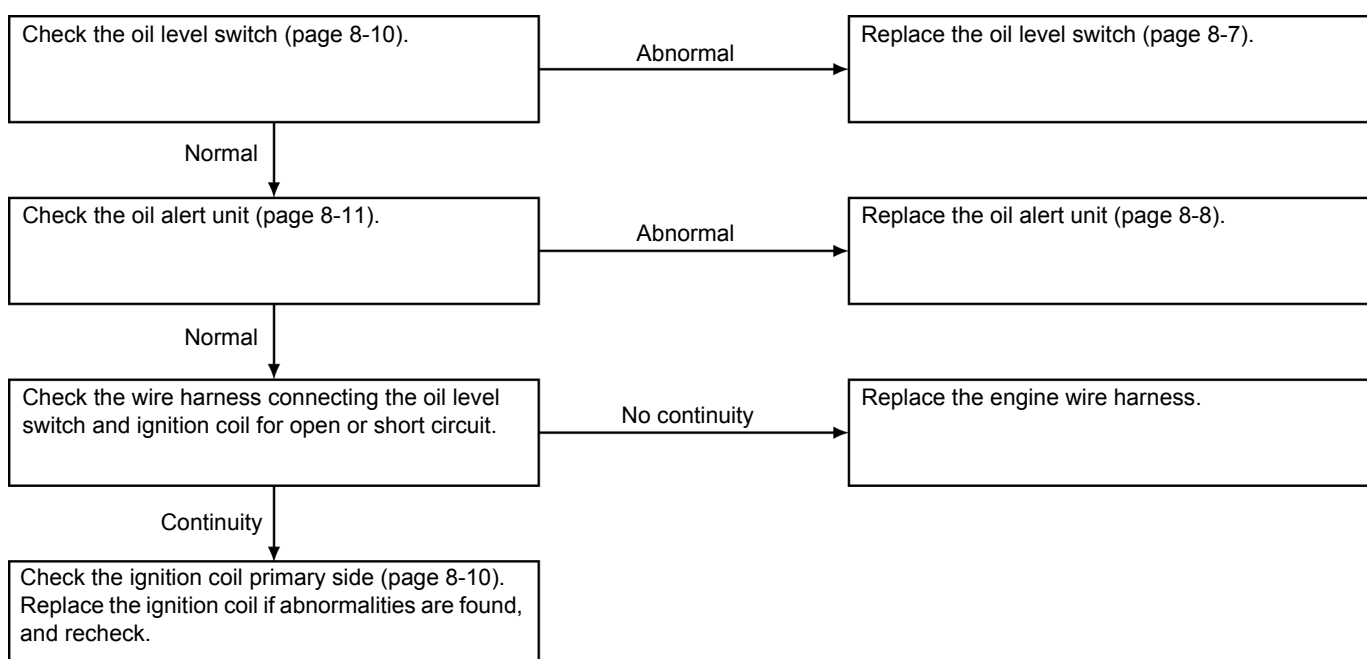 Check the oil level switch (page 8-10).
Abnormal
Replace the oil level switch (page 8-7).
Normal
Check the oil alert unit (page 8-11).
Abnormal
Replace the oil alert unit (page 8-8).
Normal
Check the wire harness connecting the oil level
switch and ignition coil for open or short circuit.
No continuity
Replace the engine wire harness.
Continuity
Check the ignition coil primary side (page 8-10).
Replace the ignition coil if abnormalities are found,
and recheck.